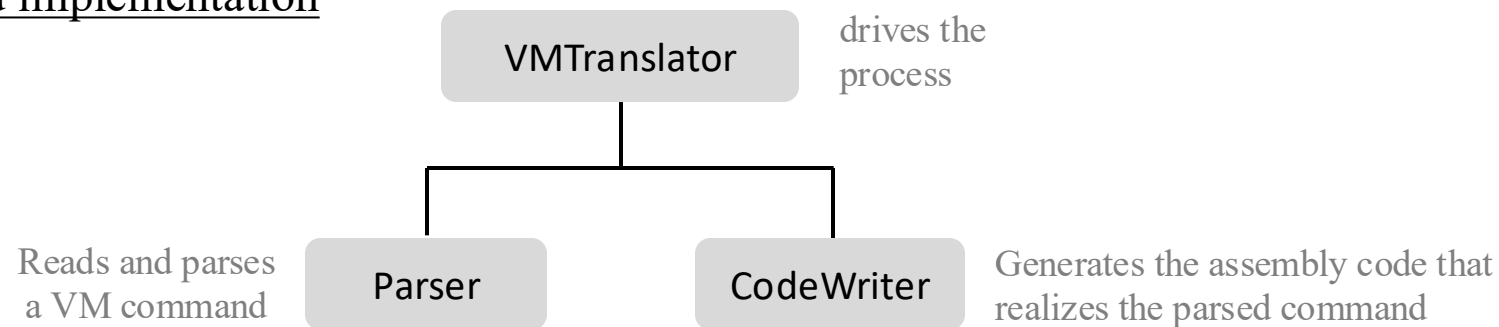 implementation
VMTranslator
drives the
process
Reads and parses
a VM command
Parser
CodeWriter
Generates the assembly code that
realizes the parsed command